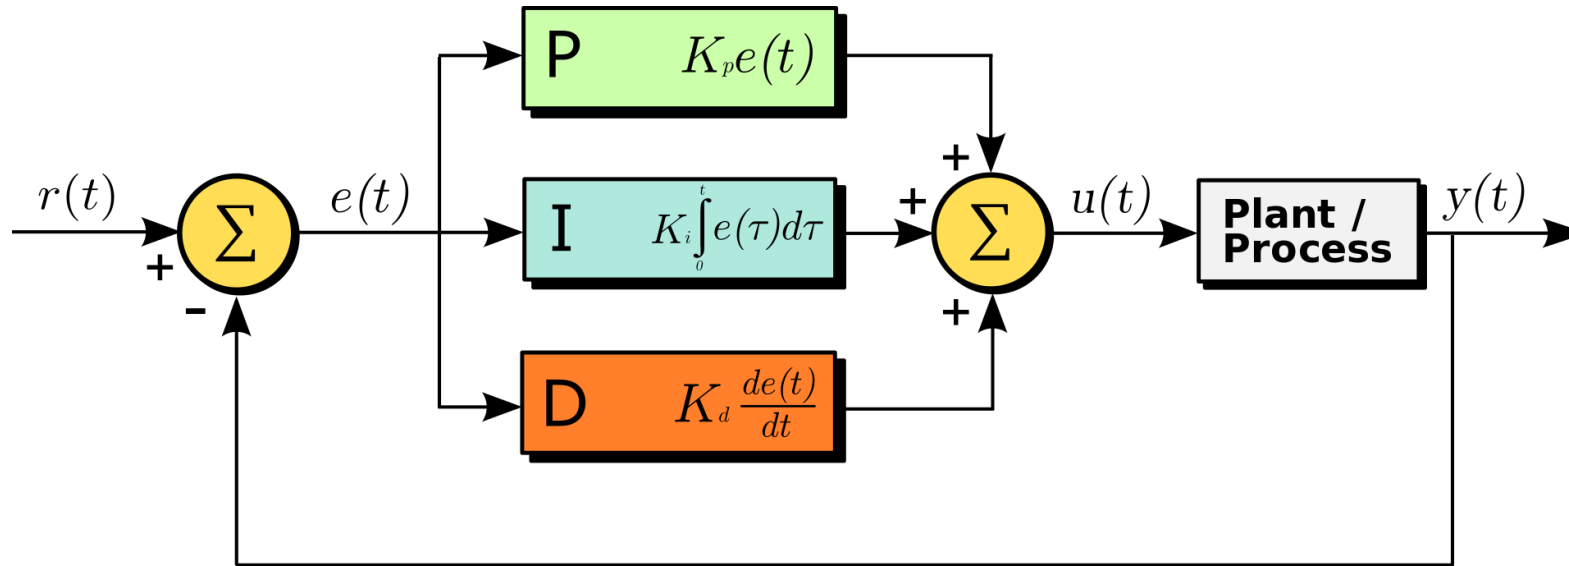 P K_p e(t)
r(t)
+
-
Σ
e(t)
I K_i ∫_0^t e(τ)dτ
D K_d de(t)/dt
+
+
+
Σ
u(t)
Plant /
Process
y(t)